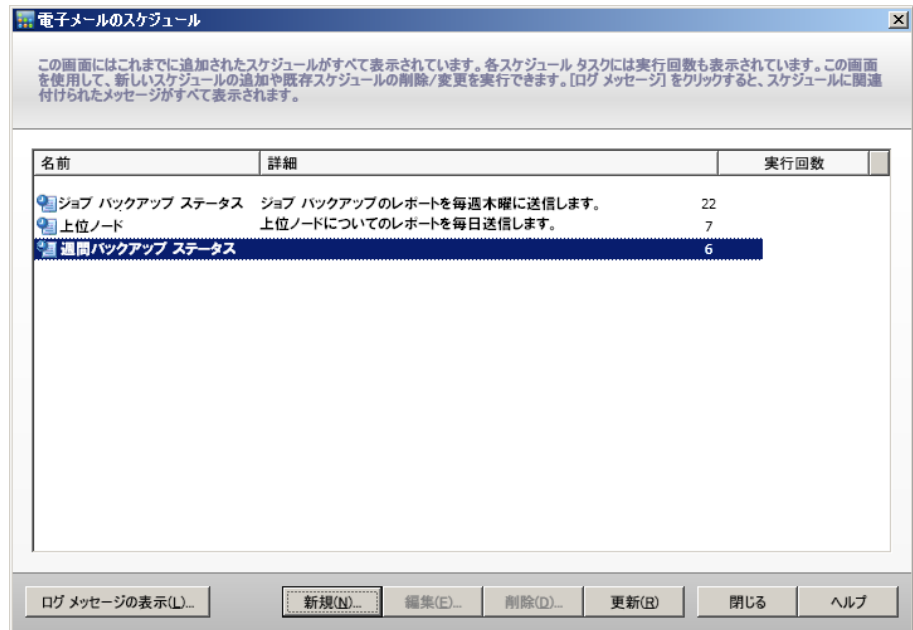 電子メールのスケジュール
この画面にはこれまでに追加されたスケジュールがすべて表示されています。各スケジュール タスクには実行回数も表示されています。この画面
を使用して、新しいスケジュールの追加や既存スケジュールの削除/変更を実行できます。[ログ メッセージ] をクリックすると、スケジュールに関連
付けられたメッセージがすべて表示されます。
名前 詳細 実行回数
ジョブ バックアップ ステータス ジョブ バックアップのレポートを毎週木曜に送信します。 22
上位ノード 上位ノードについてのレポートを毎日送信します。 7
週間バックアップ ステータス 6
ログ メッセージの表示(L)... 新規(N)... 編集(E)... 削除(D)... 更新(R) 閉じる ヘルプ